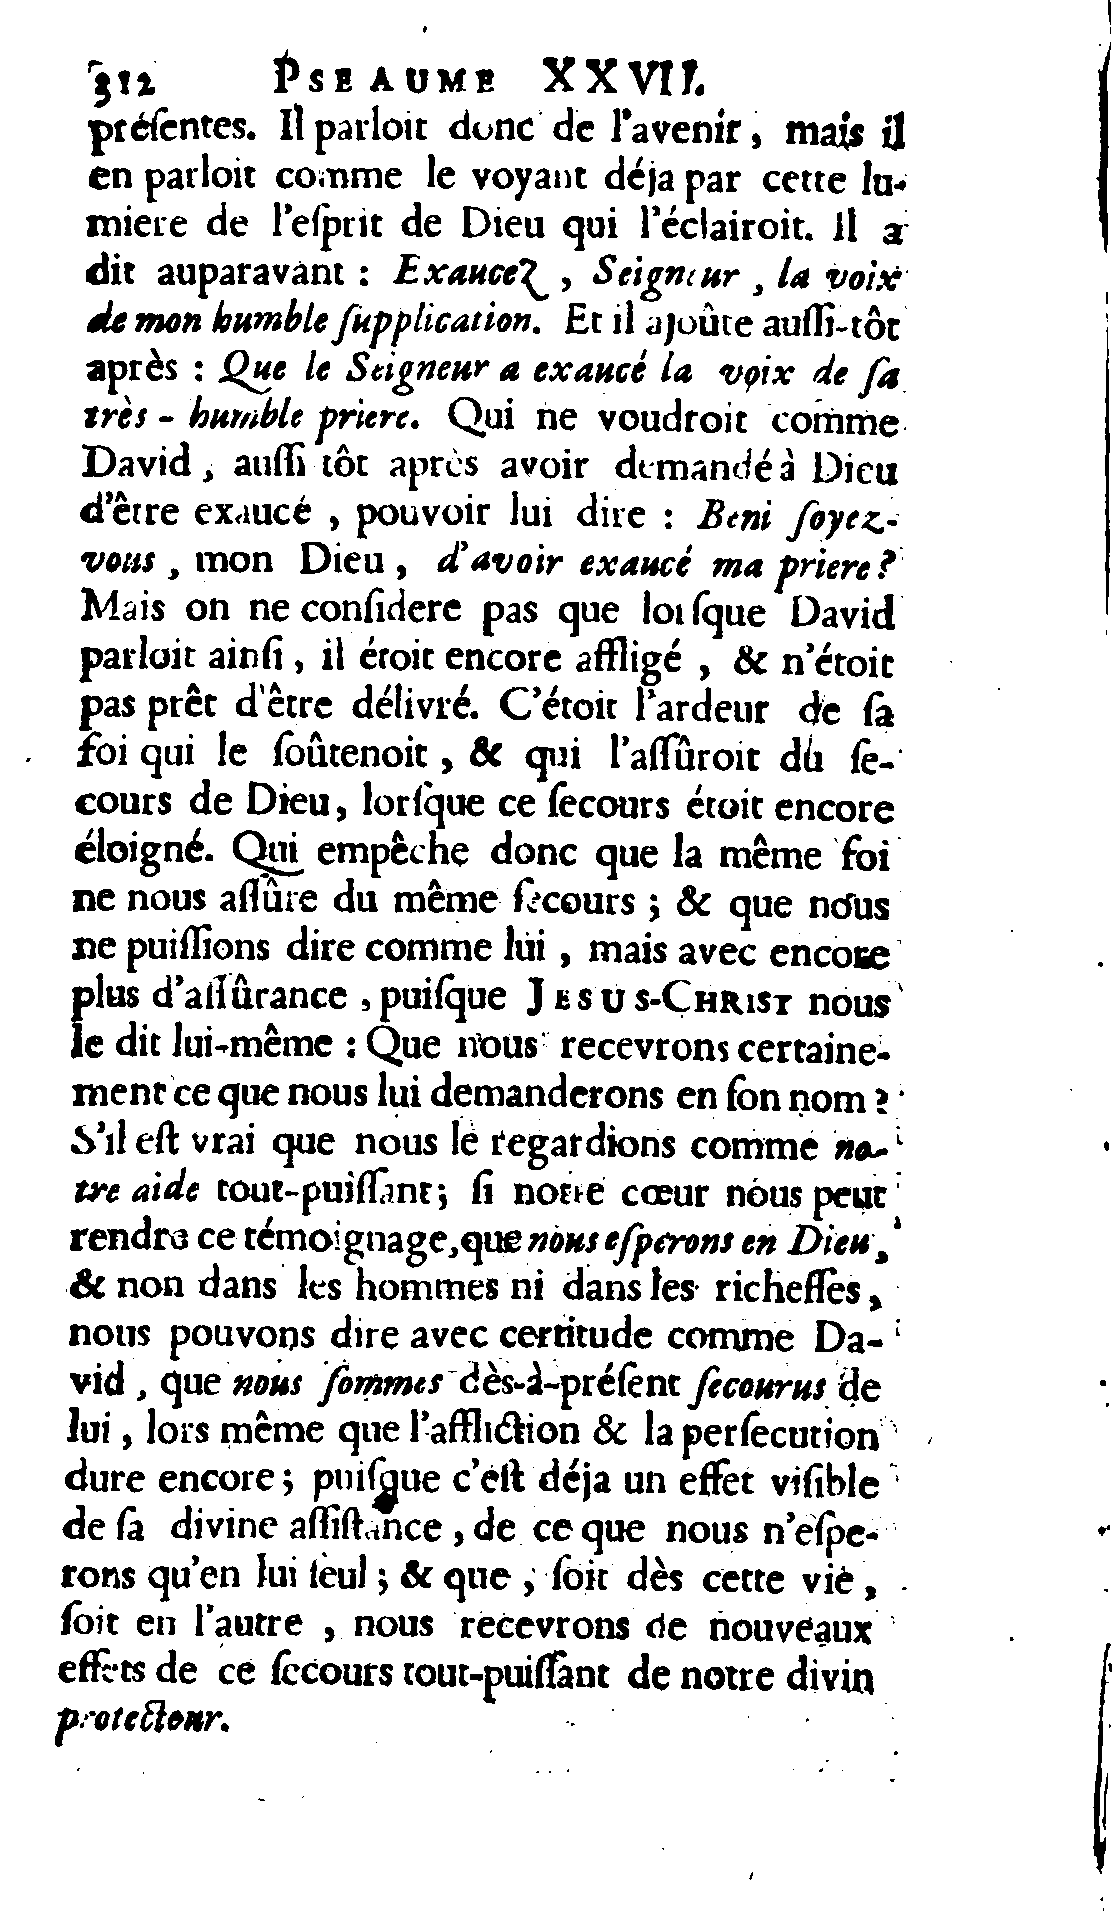 312 PSEAUME XXVII.
préſentes. Il parloit donc de l'avenir, mais il
en parloit comme le voyant déja par cette lu-
miere de l'eſprit de Dieu qui l'éclairoit. Il a
dit auparavant : Exaucez, Seigneur, la voix
de mon humble ſupplication. Et il ajoûte auſſi-tôt
après : Que le Seigneur a exaucé la voix de ſa
très-humble priere. Qui ne voudroit comme
David, auſſi tôt après avoir demandé à Dieu
d'être exaucé, pouvoir lui dire : Beni ſoyez-
vous, mon Dieu, d'avoir exaucé ma priere ?
Mais on ne conſidere pas que lorſque David
parloit ainſi, il étoit encore affligé, & n'étoit
pas prêt d'être délivré. C'étoit l'ardeur de ſa
foi qui le ſoûtenoit, & qui l'aſſûroit du ſe-
cours de Dieu, lorſque ce ſecours étoit encore
éloigné. Qui empêche donc que la même foi
ne nous aſſûre du même ſecours ; & que nous
ne puiſſions dire comme lui, mais avec encore
plus d'aſſûrance, puiſque JESUS-CHRIST nous
le dit lui-même : Que nous recevrons certaine-
ment ce que nous lui demanderons en ſon nom ?
S'il eſt vrai que nous le regardions comme no-
tre aide tout-puiſſant ; ſi notre cœur nous peut
rendre ce témoignage, que nous eſperons en Dieu,
& non dans les hommes ni dans les richeſſes,
nous pouvons dire avec certitude comme Da-
vid, que nous ſommes dès-à-préſent ſecourus de
lui, lors même que l'affliction & la perſecution
dure encore ; puiſque c'eſt déja un effet viſible
de ſa divine aſſiſtance, de ce que nous n'eſpe-
rons qu'en lui ſeul ; & que, ſoit dès cette vie,
ſoit en l'autre, nous recevrons de nouveaux
effets de ce ſecours tout-puiſſant de notre divin
protecteur.